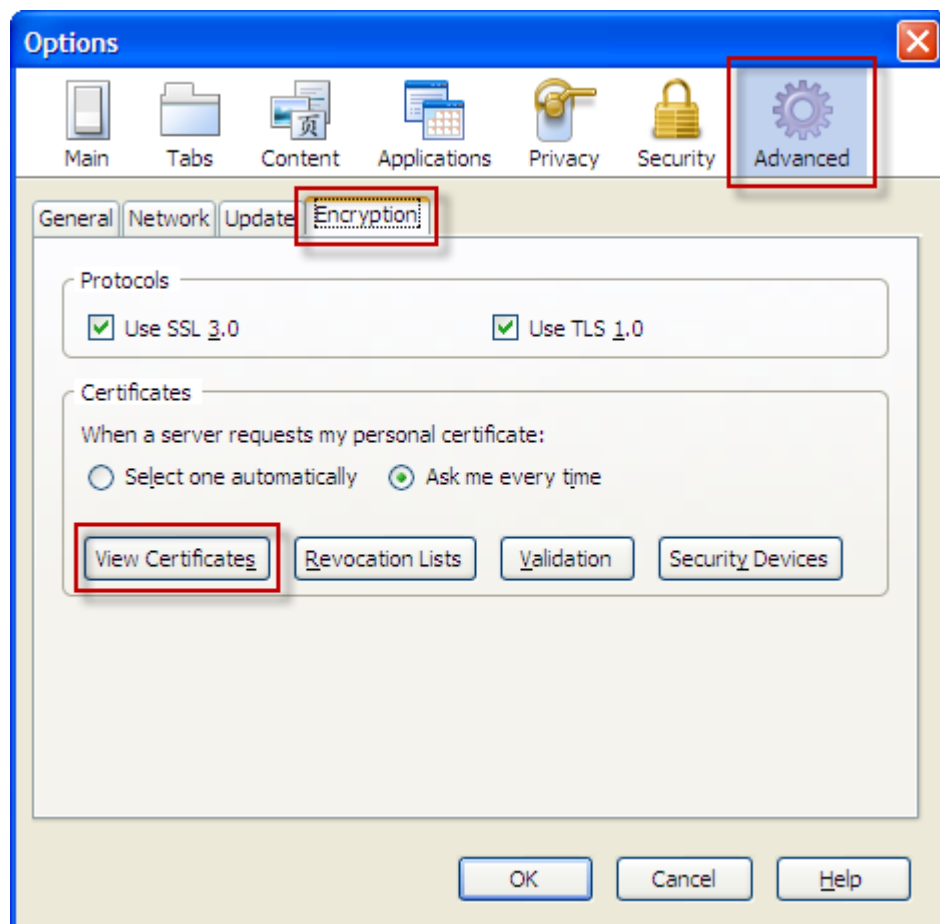 Options
页
Main Tabs Content Applications Privacy Security Advanced
General Network Update Encryption
Protocols
Use SSL 3.0 Use TLS 1.0
Certificates
When a server requests my personal certificate:
Select one automatically Ask me every time
View Certificates Revocation Lists Validation Security Devices
OK Cancel Help